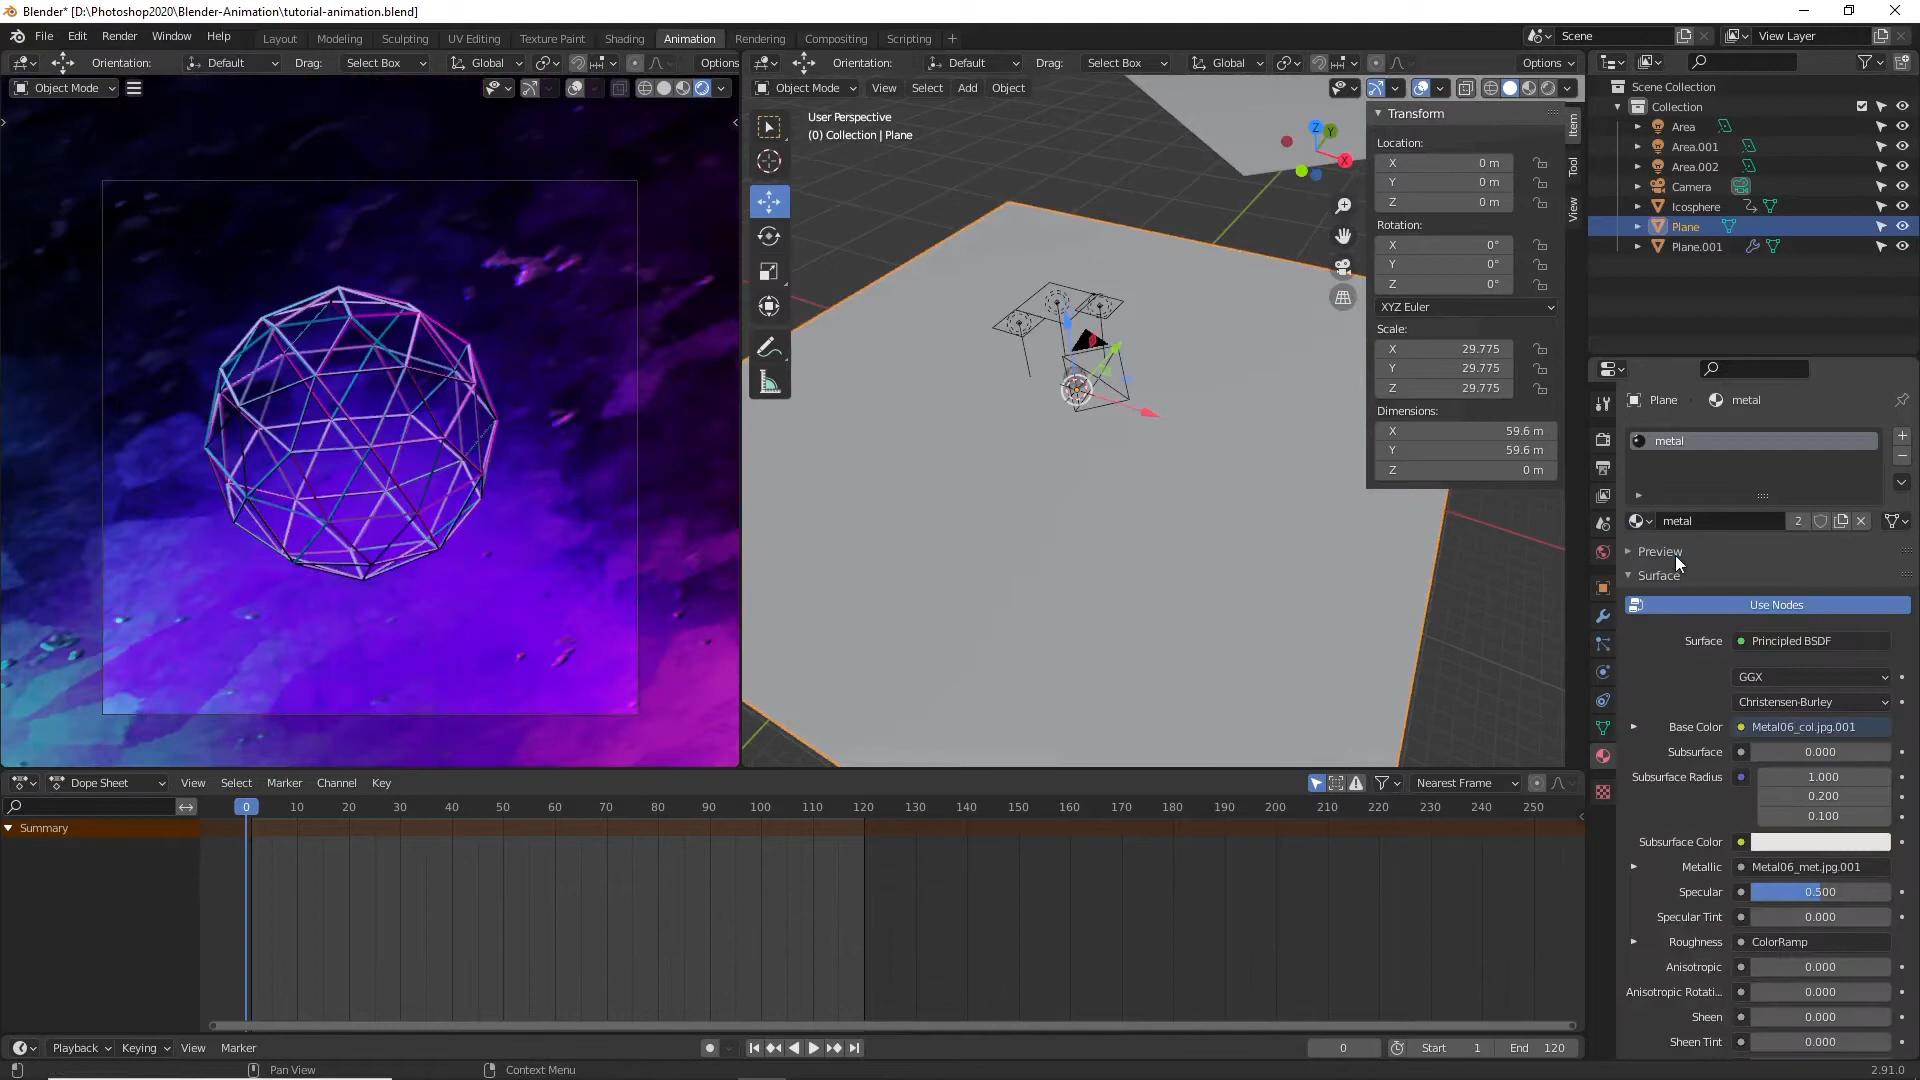 Blender* [D:\Photoshop2020\Blender-Animation\tutorial-animation.blend]
File Edit Render Window Help
Layout Modeling Sculpting UV Editing Texture Paint Shading Animation Rendering Compositing Scripting +
Scene
View Layer
Orientation: Default Drag: Select Box Global Options
Orientation: Default Drag: Select Box Global Options
Object Mode
Object Mode View Select Add Object
User Perspective
(0) Collection | Plane
Z
Y
X
Transform
Location:
X 0 m
Y 0 m
Z 0 m
Rotation:
X 0°
Y 0°
Z 0°
XYZ Euler
Scale:
X 29.775
Y 29.775
Z 29.775
Dimensions:
X 59.6 m
Y 59.6 m
Z 0 m
Item
Tool
View
Scene Collection
Collection
Area
Area.001
Area.002
Camera
Icosphere
Plane
Plane.001
Plane metal
metal
metal 2
Preview
Surface
Use Nodes
Surface Principled BSDF
GGX
Christensen-Burley
Base Color Metal06_col.jpg.001
Subsurface 0.000
Subsurface Radius 1.000
0.200
0.100
Subsurface Color
Metallic Metal06_met.jpg.001
Specular 0.500
Specular Tint 0.000
Roughness ColorRamp
Anisotropic 0.000
Anisotropic Rotati... 0.000
Sheen 0.000
Sheen Tint 0.000
Dope Sheet View Select Marker Channel Key
Nearest Frame
0 10 20 30 40 50 60 70 80 90 100 110 120 130 140 150 160 170 180 190 200 210 220 230 240 250
Summary
Playback Keying View Marker
0 Start 1 End 120
Pan View
Context Menu
2.91.0